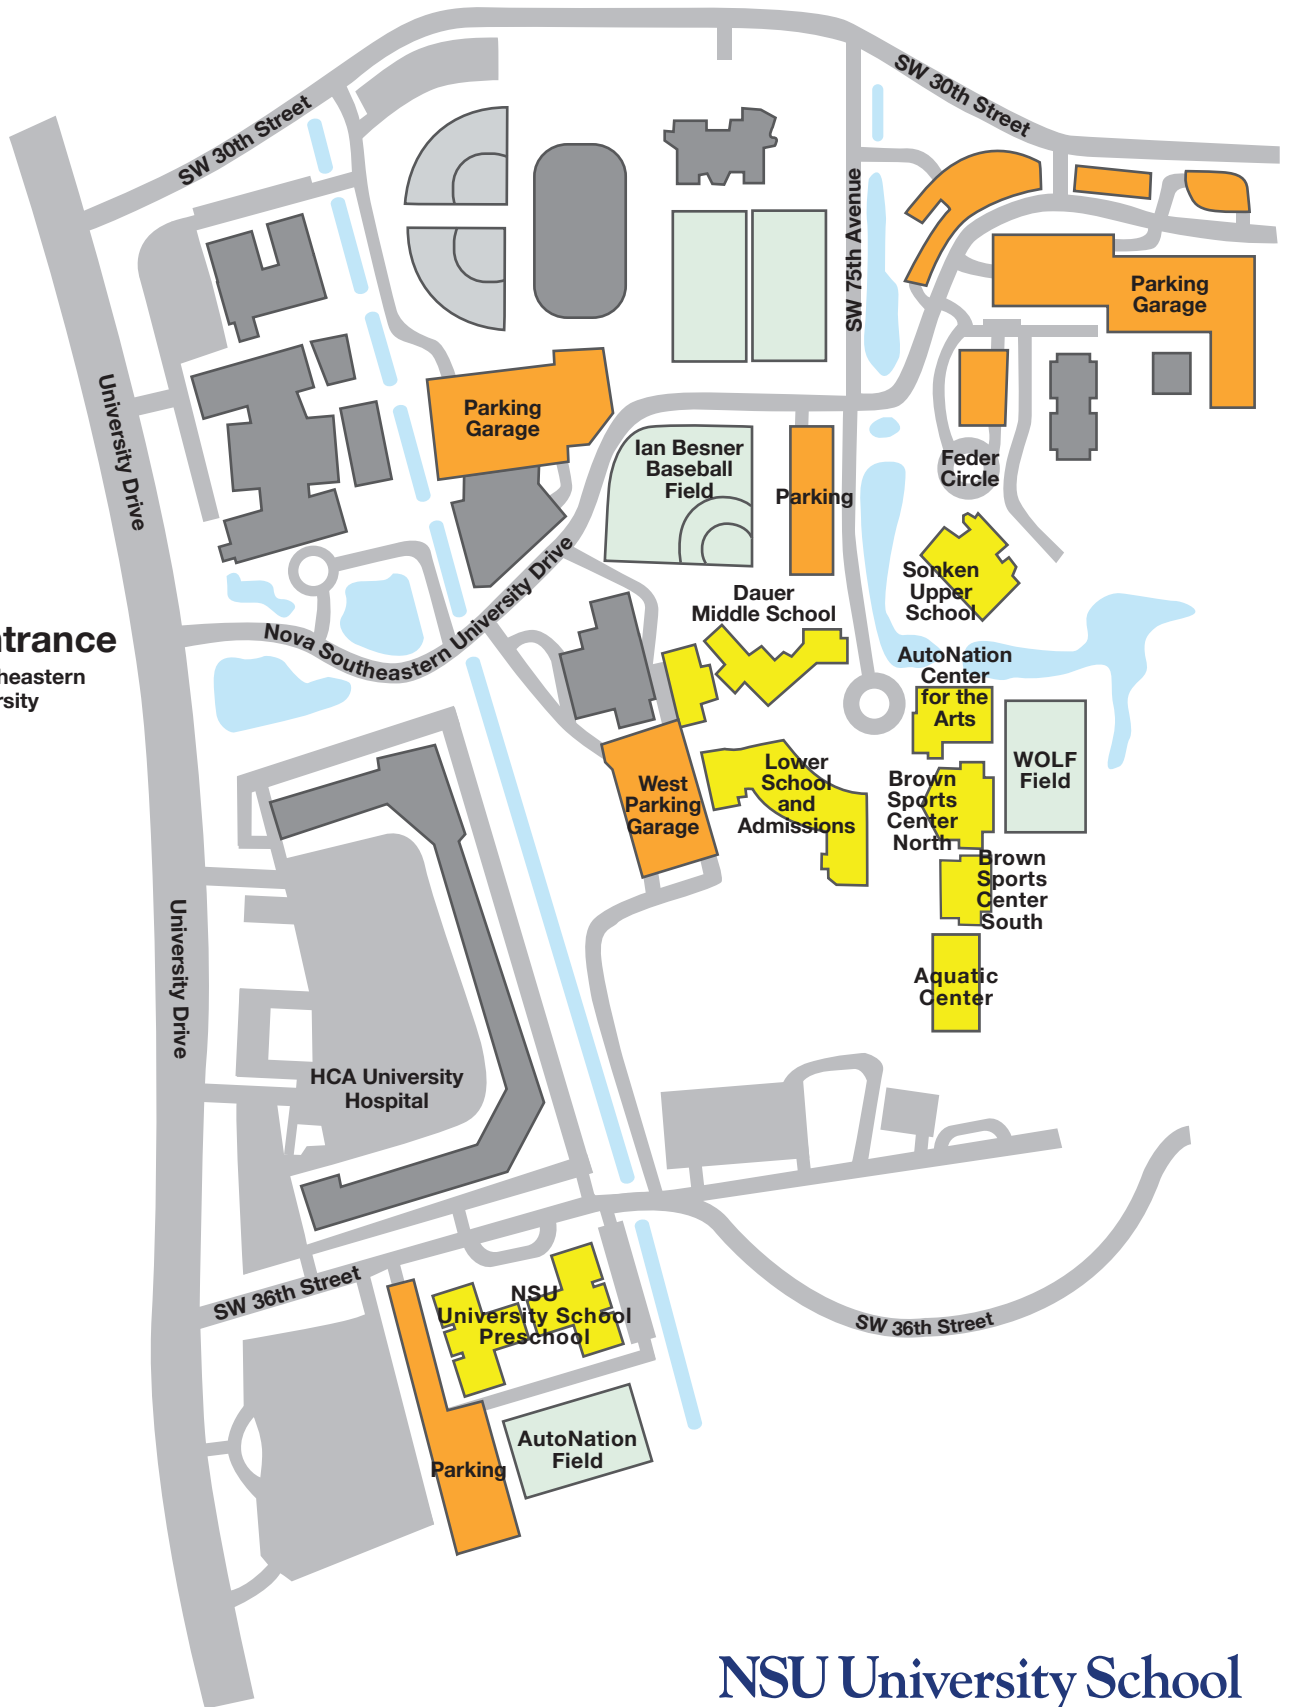 SW 30th Street
SW 30th Street
SW 75th Avenue
Parking
Garage
University Drive
Parking
Garage
Ian Besner
Baseball
Field
Parking
Feder
Circle
Sonken
Upper
School
Dauer
Middle School
Nova Southeastern University Drive
AutoNation
Center
for the
Arts
WOLF
Field
West
Parking
Garage
Lower
School
and
Admissions
Brown
Sports
Center
North
Brown
Sports
Center
South
Aquatic
Center
University Drive
HCA University
Hospital
SW 36th Street
NSU
University School
Preschool
SW 36th Street
AutoNation
Field
Parking
NSU University School